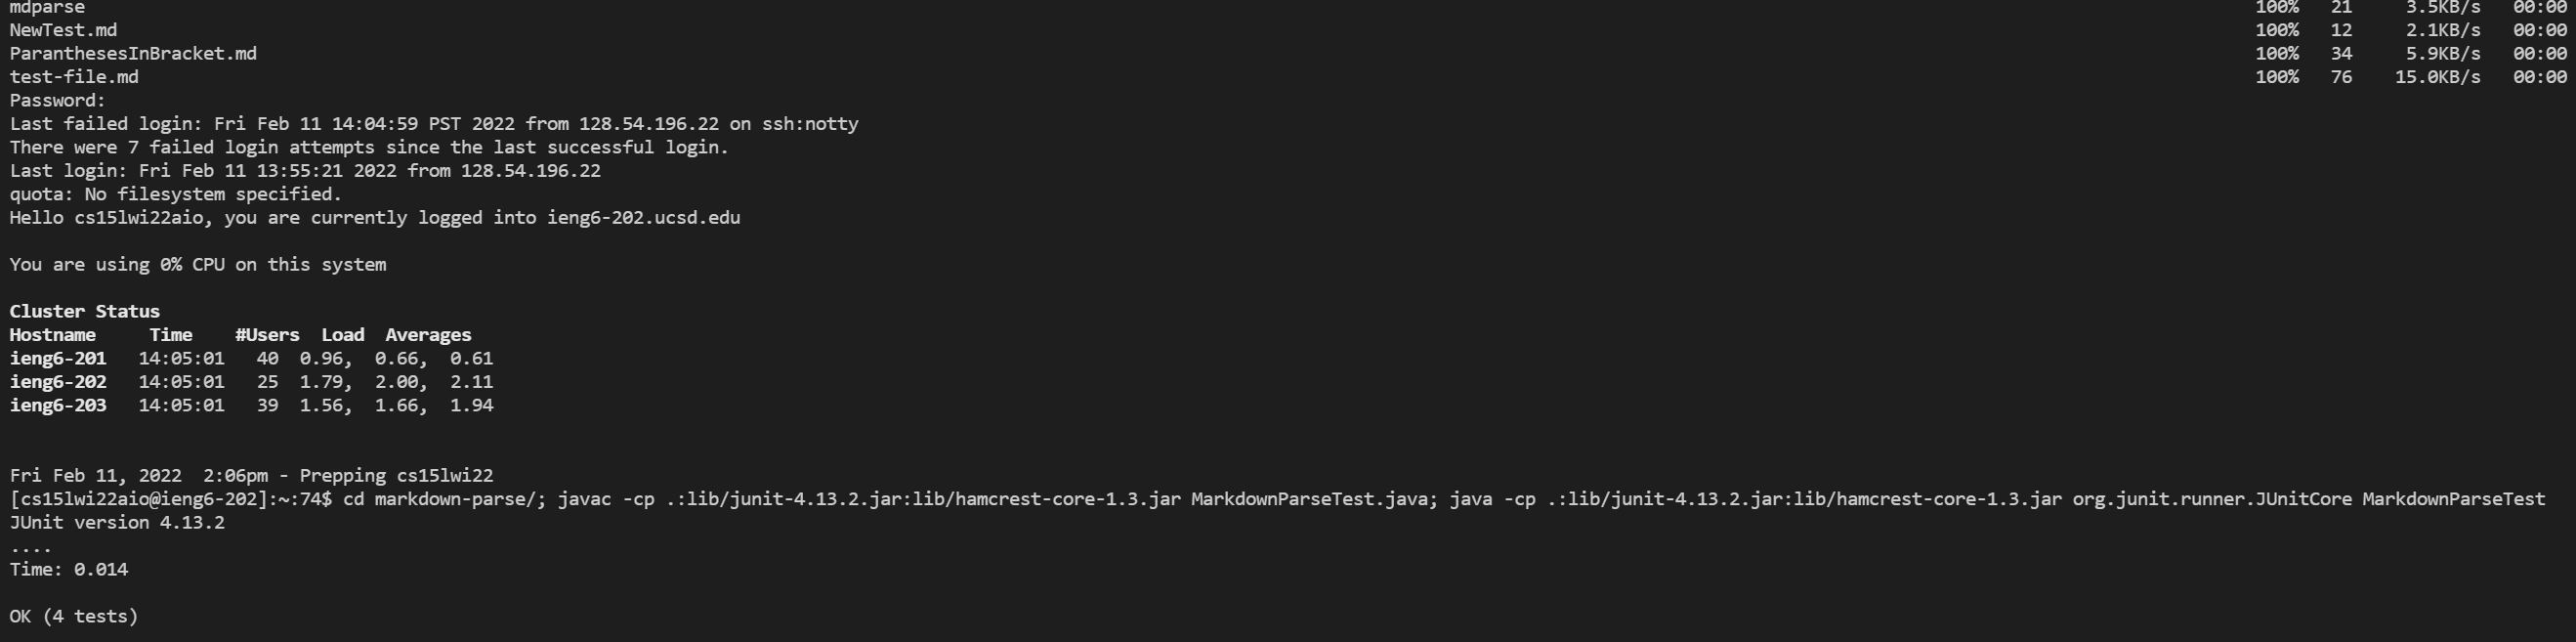 mdparse 100% 21 3.5KB/s 00:00
NewTest.md 100% 12 2.1KB/s 00:00
ParanthesesInBracket.md 100% 34 5.9KB/s 00:00
test-file.md 100% 76 15.0KB/s 00:00
Password:
Last failed login: Fri Feb 11 14:04:59 PST 2022 from 128.54.196.22 on ssh:notty
There were 7 failed login attempts since the last successful login.
Last login: Fri Feb 11 13:55:21 2022 from 128.54.196.22
quota: No filesystem specified.
Hello cs15lwi22aio, you are currently logged into ieng6-202.ucsd.edu
You are using 0% CPU on this system
Cluster Status
Hostname Time #Users Load Averages
ieng6-201 14:05:01 40 0.96, 0.66, 0.61
ieng6-202 14:05:01 25 1.79, 2.00, 2.11
ieng6-203 14:05:01 39 1.56, 1.66, 1.94
Fri Feb 11, 2022 2:06pm - Prepping cs15lwi22
[cs15lwi22aio@ieng6-202]:~:74$ cd markdown-parse/; javac -cp .:lib/junit-4.13.2.jar:lib/hamcrest-core-1.3.jar MarkdownParseTest.java; java -cp .:lib/junit-4.13.2.jar:lib/hamcrest-core-1.3.jar org.junit.runner.JUnitCore MarkdownParseTest
JUnit version 4.13.2
....
Time: 0.014
OK (4 tests)